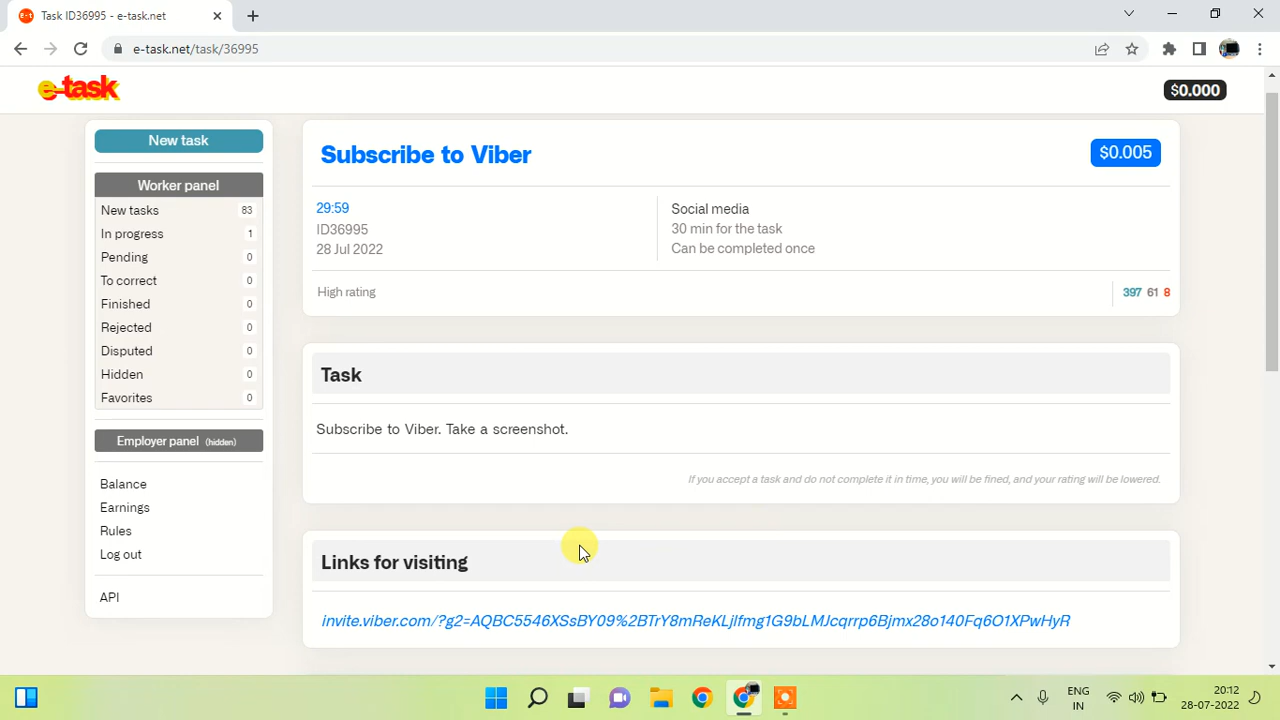 Task ID36995 - e-task.net
e-task.net/task/36995
e-task
$0.000
New task
Worker panel
New tasks 83
In progress 1
Pending 0
To correct 0
Finished 0
Rejected 0
Disputed 0
Hidden 0
Favorites 0
Employer panel (hidden)
Balance
Earnings
Rules
Log out
API
Subscribe to Viber
$0.005
29:59
ID36995
28 Jul 2022
Social media
30 min for the task
Can be completed once
High rating
397 61 8
Task
Subscribe to Viber. Take a screenshot.
If you accept a task and do not complete it in time, you will be fined, and your rating will be lowered.
Links for visiting
invite.viber.com/?g2=AQBC5546XSsBY09%2BTrY8mReKLjlfmg1G9bLMJcqrrp6Bjmx28o140Fq6O1XPwHyR
ENG
IN
20:12
28-07-2022